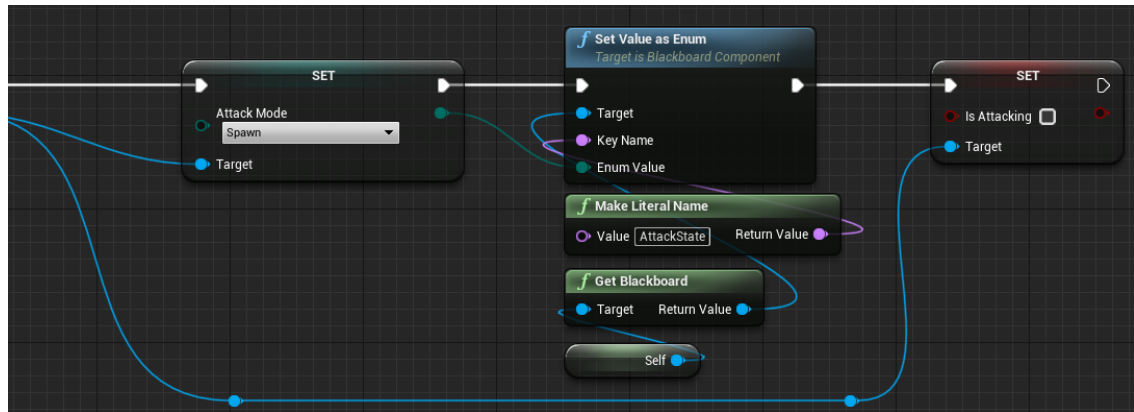 SET
Attack Mode
Spawn
Target
f Set Value as Enum
Target is Blackboard Component
Target
Key Name
Enum Value
f Make Literal Name
Value AttackState Return Value
f Get Blackboard
Target Return Value
Self
SET
Is Attacking
Target